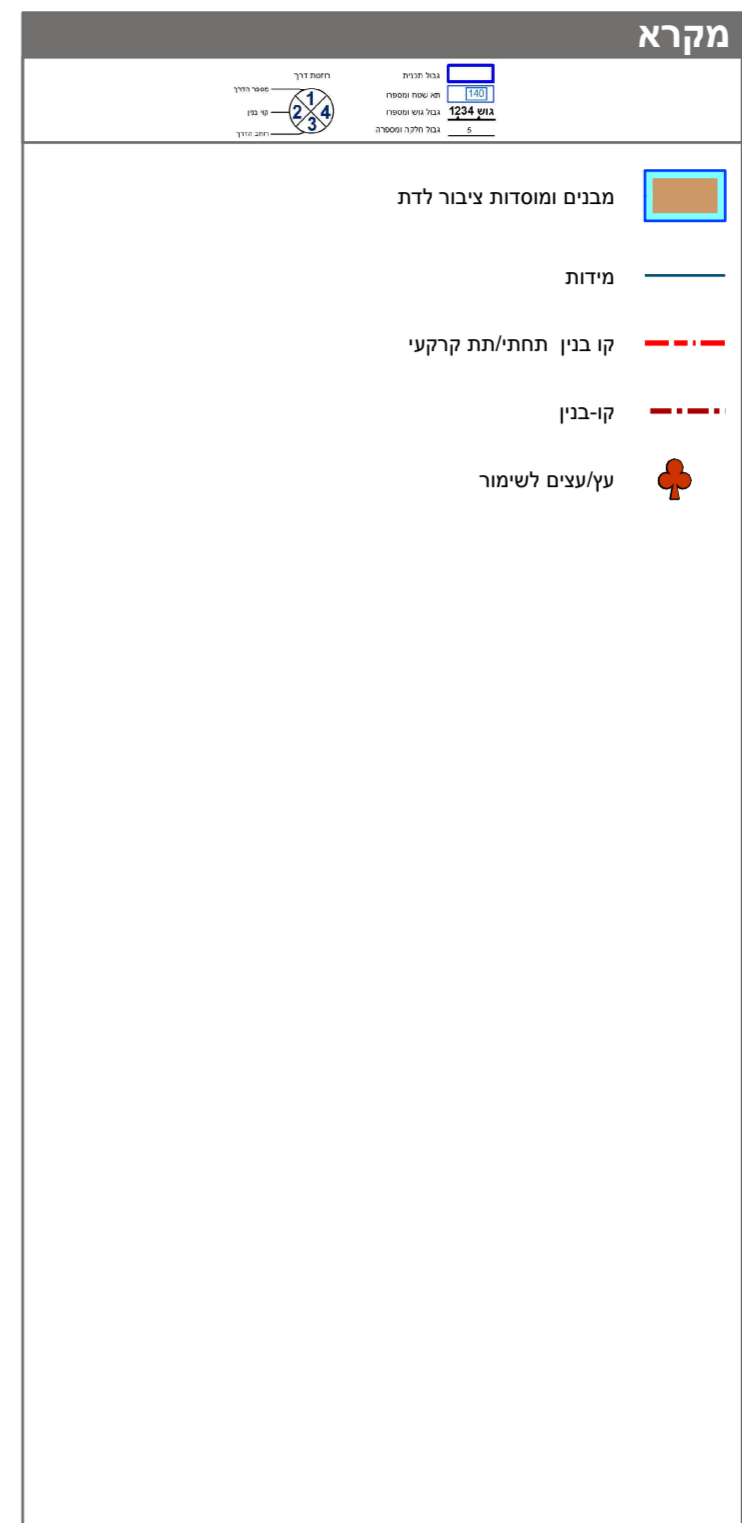 מקרא
גבול תכנית
140 תא שטח ומספרו
גוש 1234 גבול גוש ומספרו
5 גבול חלקה ומספרה
רוזטת דרך
מספר הדרך
קווי בנין
רוחב הדרך
1
2 4
3
מבנים ומוסדות ציבור לדת
מידות
קו בנין תחתי/תת קרקעי
קו-בנין
עץ/עצים לשימור